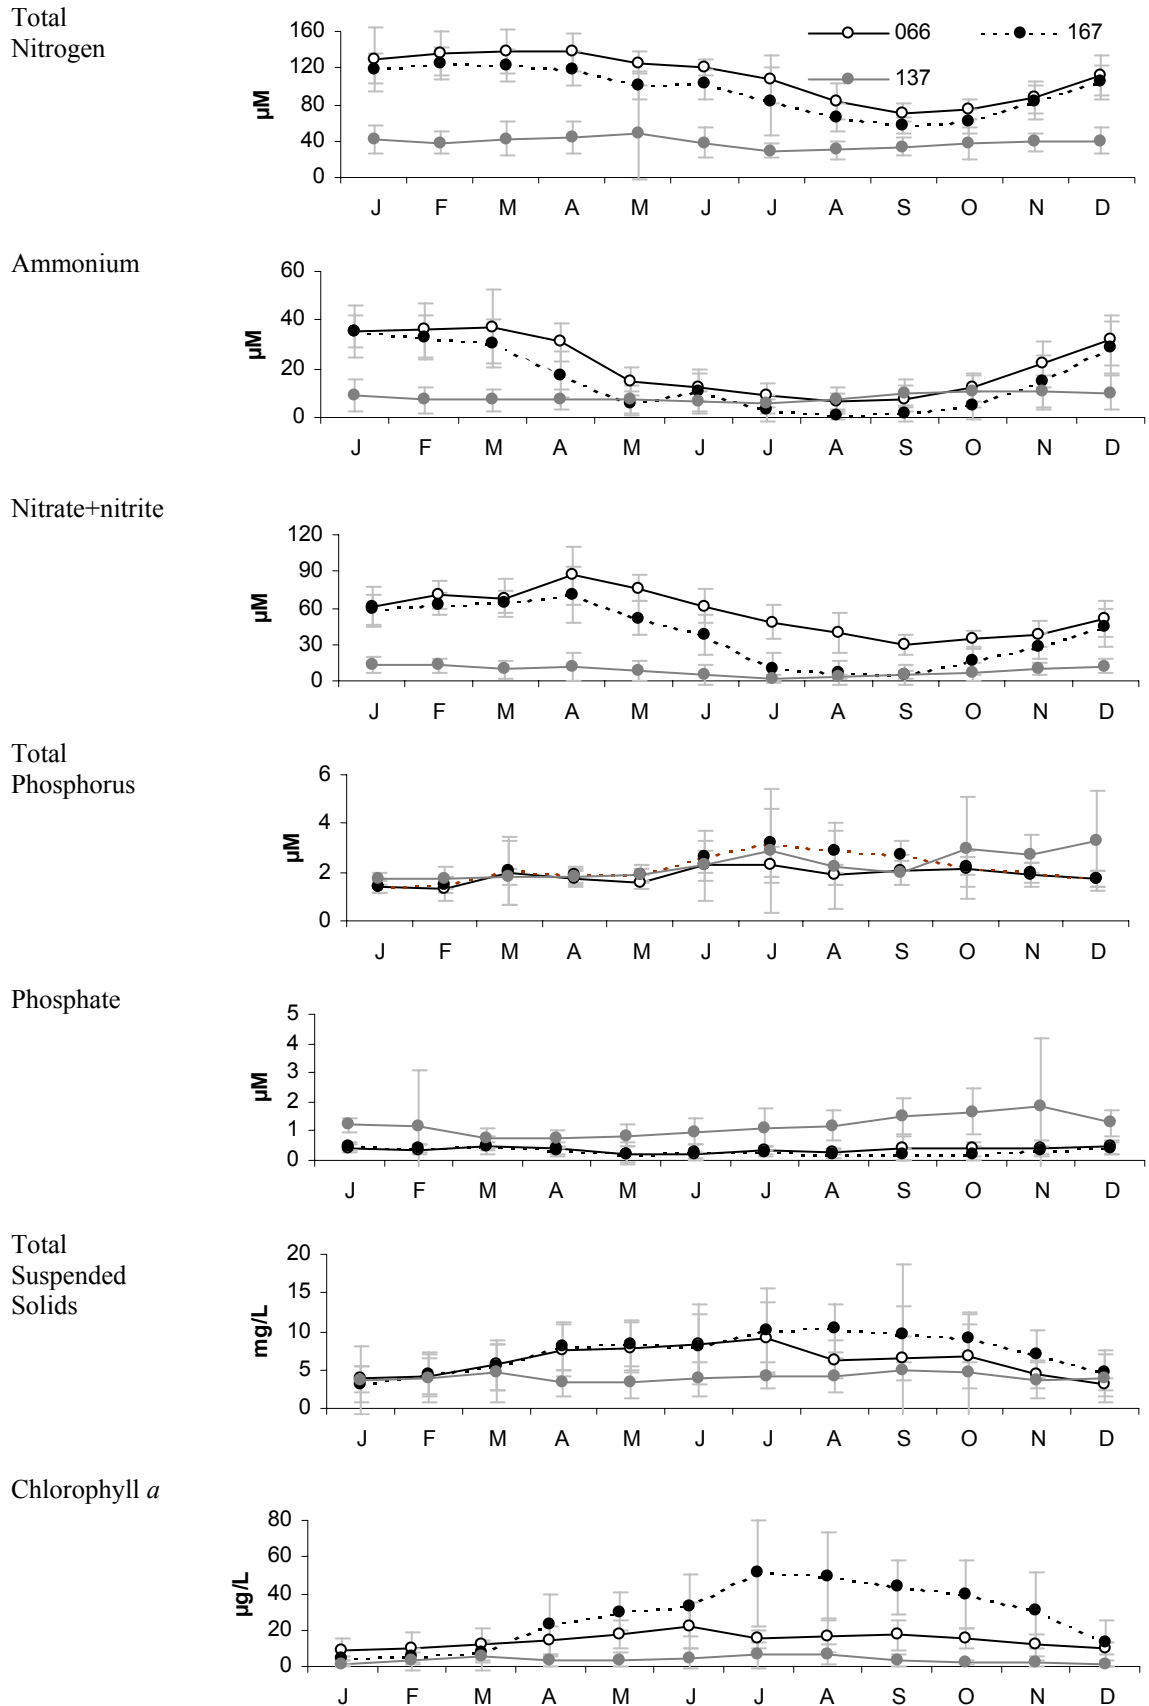 Total
Nitrogen
160
120
80
40
0
µM
066
167
137
J F M A M J J A S O N D
Ammonium
60
40
20
0
µM
J F M A M J J A S O N D
Nitrate+nitrite
120
90
60
30
0
µM
J F M A M J J A S O N D
Total
Phosphorus
6
4
2
0
µM
J F M A M J J A S O N D
Phosphate
5
4
3
2
1
0
µM
J F M A M J J A S O N D
Total
Suspended
Solids
20
15
10
5
0
mg/L
J F M A M J J A S O N D
Chlorophyll a
80
60
40
20
0
µg/L
J F M A M J J A S O N D